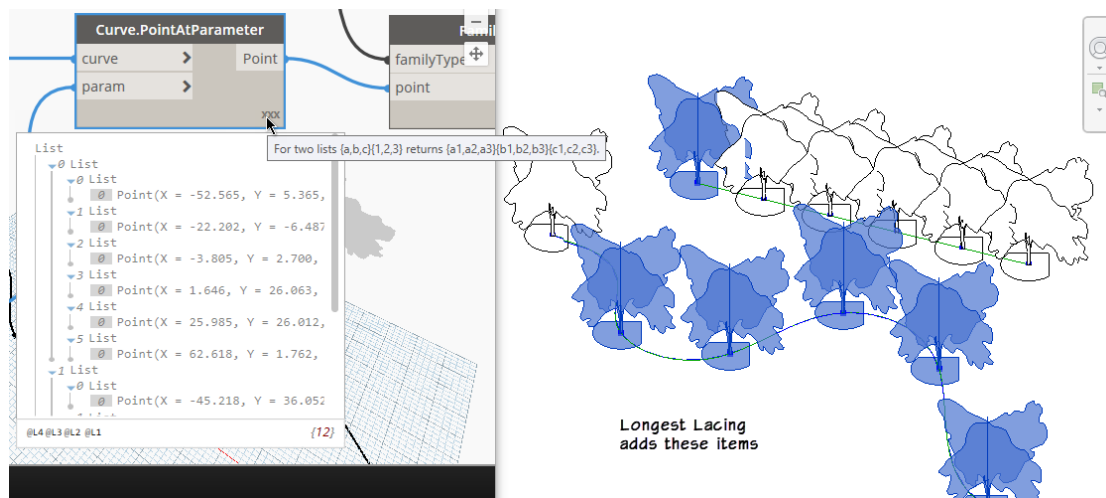 Curve.PointAtParameter
curve > Point
param >
xxx
familyType
point
For two lists {a,b,c}{1,2,3} returns {a1,a2,a3}{b1,b2,b3}{c1,c2,c3}.
List
0 List
0 List
0 Point(X = -52.565, Y = 5.365,
1 List
0 Point(X = -22.202, Y = -6.487
2 List
0 Point(X = -3.805, Y = 2.700,
3 List
0 Point(X = 1.646, Y = 26.063,
4 List
0 Point(X = 25.985, Y = 26.012,
5 List
0 Point(X = 62.618, Y = 1.762,
1 List
0 List
0 Point(X = -45.218, Y = 36.052
@L4 @L3 @L2 @L1 {12}
Longest Lacing
adds these items